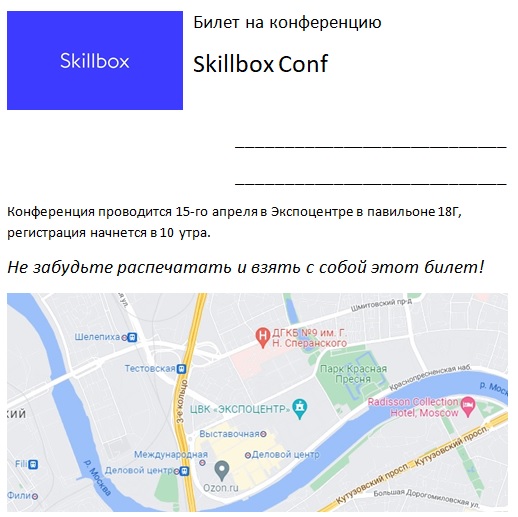 Skillbox
Билет на конференцию
Skillbox Conf
Конференция проводится 15-го апреля в Экспоцентре в павильоне 18Г,
регистрация начнется в 10 утра.
Не забудьте распечатать и взять с собой этот билет!
Шмитовский пр-д
Шелепиха
ДГКБ №9 им. Г.
Н. Сперанского
Тестовская
Парк Красная
Пресня
Краснопресненская наб.
р. Мос
3-е кольцо
ЦВК «ЭКСПОЦЕНТР»
Radisson Collection
Hotel, Moscow
кий
Выставочная
Кутузовский просп.
Международная
Деловой центр
Fili
Деловой центр
р. Москва
Ozon.ru
Кутузовский просп.
Фили
Большая Дорогомиловская ул.